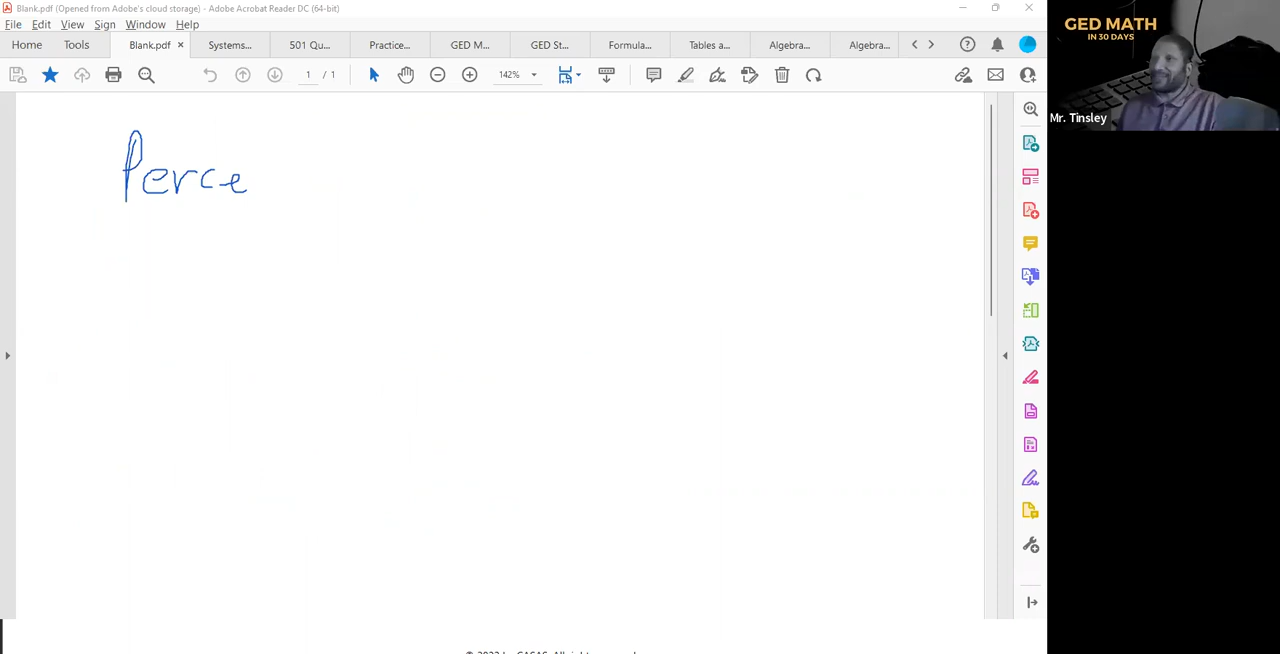 Blank.pdf (Opened from Adobe's cloud storage) - Adobe Acrobat Reader DC (64-bit)
File Edit View Sign Window Help
Home Tools Blank.pdf × Systems... 501 Qu... Practice... GED M... GED St... Formula... Tables a... Algebra... Algebra...
1 / 1 142%
Perce
GED MATH
IN 30 DAYS
Mr. Tinsley